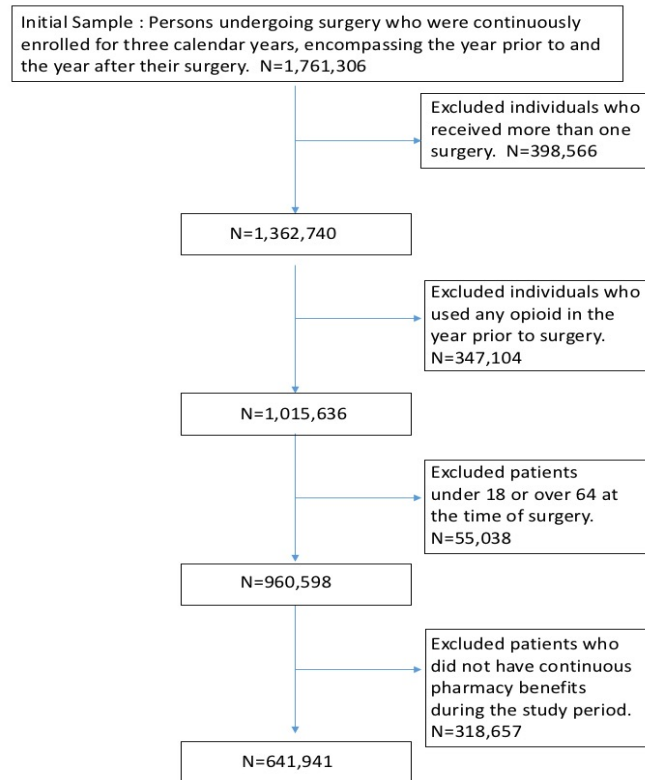 Initial Sample : Persons undergoing surgery who were continuously
enrolled for three calendar years, encompassing the year prior to and
the year after their surgery.  N=1,761,306
Excluded individuals who
received more than one
surgery.  N=398,566
N=1,362,740
Excluded individuals who
used any opioid in the
year prior to surgery.
N=347,104
N=1,015,636
Excluded patients
under 18 or over 64 at
the time of surgery.
N=55,038
N=960,598
Excluded patients who
did not have continuous
pharmacy benefits
during the study period.
N=318,657
N=641,941